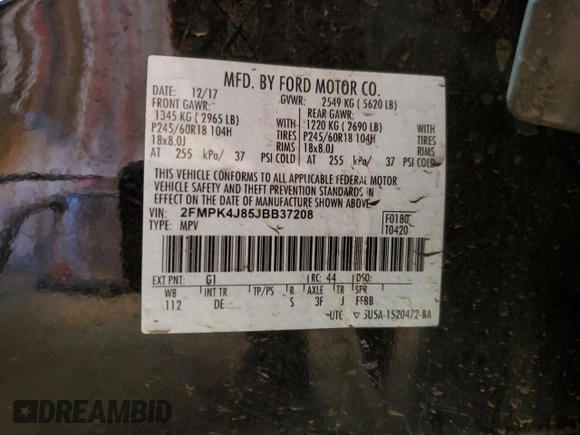 MFD. BY FORD MOTOR CO.
DATE: 12/17 GVWR: 2549 KG ( 5620 LB)
FRONT GAWR: REAR GAWR:
1345 KG ( 2965 LB) WITH 1220 KG ( 2690 LB) WITH
P245/60R18 104H TIRES P245/60R18 104H TIRES
18x8.0J RIMS 18x8.0J RIMS
AT 255 kPa/ 37 PSI COLD AT 255 kPa/ 37 PSI COLD
THIS VEHICLE CONFORMS TO ALL APPLICABLE FEDERAL MOTOR
VEHICLE SAFETY AND THEFT PREVENTION STANDARDS IN
EFFECT ON THE DATE OF MANUFACTURE SHOWN ABOVE.
VIN: 2FMPK4J85JBB37208 F0180
TYPE: MPV T0420
EXT PNT: G1 RC: 44 DSO:
WB INT TR TP/PS R AXLE TR SPR
112 DE S 3F J FFBB
UTC ▽ 5U5A-1520472-BA
DREAMBID